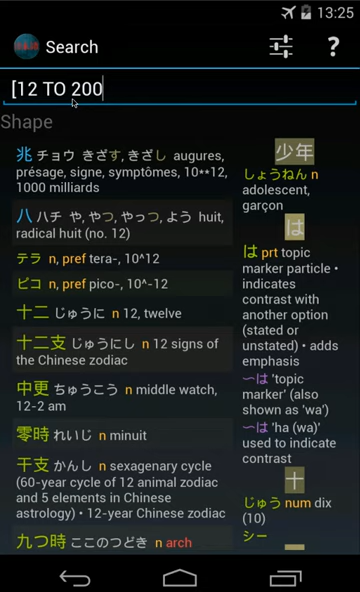 13:25
Search
?
[12 TO 200
Shape
兆 チョウ きざす, きざし augures,
présage, signe, symptômes, 10**12,
1000 milliards
八 ハチ や, やつ, やっつ, よう huit,
radical huit (no. 12)
テラ n, pref tera-, 10^12
ピコ n, pref pico-, 10^-12
十二 じゅうに n 12, twelve
十二支 じゅうにし n 12 signs of
the Chinese zodiac
中更 ちゅうこう n middle watch,
12-2 am
零時 れいじ n minuit
干支 かんし n sexagenary cycle
(60-year cycle of 12 animal zodiac
and 5 elements in Chinese
astrology) • 12-year Chinese zodiac
九つ時 ここのつどき n arch
少年
しょうねん n
adolescent,
garçon
は
は prt topic
marker particle •
indicates
contrast with
another option
(stated or
unstated) • adds
emphasis
〜は 'topic
marker' (also
shown as 'wa')
〜は 'ha (wa)'
used to indicate
contrast
十
じゅう num dix
(10)
シー